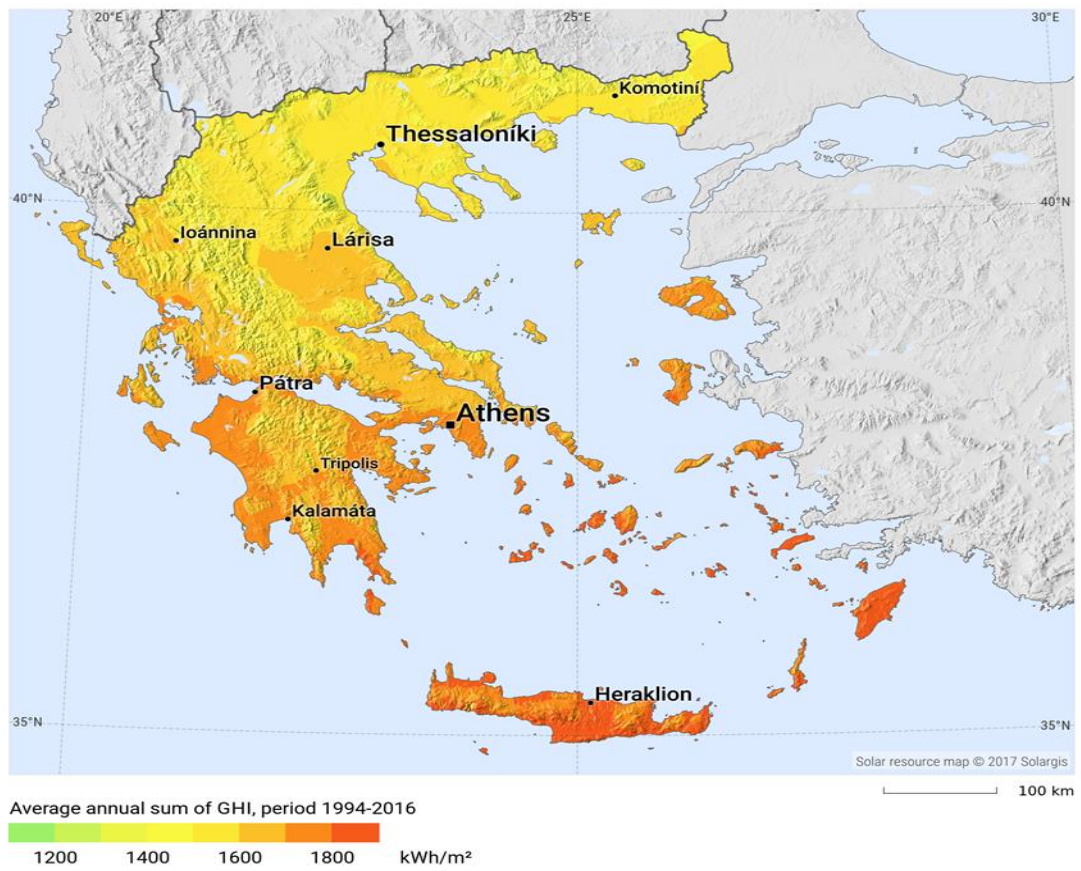 20°E
25°E
30°E
Komotiní
Thessaloníki
40°N
40°N
Ioánnina
Lárisa
Pátra
Athens
Tripolis
Kalamáta
Heraklion
35°N
35°N
Solar resource map © 2017 Solargis
100 km
Average annual sum of GHI, period 1994-2016
1200 1400 1600 1800 kWh/m²